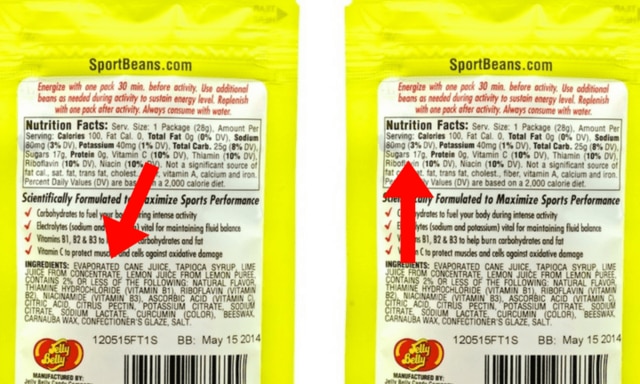 SportBeans.com
Energize with one pack 30 min. before activity. Use additional
beans as needed during activity to sustain energy level. Replenish
with one pack after activity. Always consume with water.
Nutrition Facts: Serv. Size: 1 Package (28g), Amount Per
Serving: Calories 100, Fat Cal. 0, Total Fat 0g (0% DV), Sodium
80mg (3% DV), Potassium 40mg (1% DV), Total Carb. 25g (8% DV),
Sugars 17g, Protein 0g, Vitamin C (10% DV), Thiamin (10% DV),
Riboflavin (10% DV), Niacin (10% DV). Not a significant source of
fat cal., sat. fat, trans fat, cholest., fiber, vitamin A, calcium and iron.
Percent Daily Values (DV) are based on a 2,000 calorie diet.
Scientifically Formulated to Maximize Sports Performance
Carbohydrates to fuel your body during intense activity
Electrolytes (sodium and potassium) vital for maintaining fluid balance
Vitamins B1, B2 & B3 to help burn carbohydrates and fat
Vitamin C to protect muscles and cells against oxidative damage
INGREDIENTS: EVAPORATED CANE JUICE, TAPIOCA SYRUP, LIME
JUICE FROM CONCENTRATE, LEMON JUICE FROM LEMON PUREE.
CONTAINS 2% OR LESS OF THE FOLLOWING: NATURAL FLAVOR,
THIAMINE HYDROCHLORIDE (VITAMIN B1), RIBOFLAVIN (VITAMIN
B2), NIACINAMIDE (VITAMIN B3), ASCORBIC ACID (VITAMIN C),
CITRIC ACID, CITRUS PECTIN, POTASSIUM CITRATE, SODIUM
CITRATE, SODIUM LACTATE, CURCUMIN (COLOR), BEESWAX,
CARNAUBA WAX, CONFECTIONER'S GLAZE, SALT.
120515FT1S BB: May 15 2014
Jelly
Belly
MANUFACTURED BY:
SportBeans.com
Energize with one pack 30 min. before activity. Use additional
beans as needed during activity to sustain energy level. Replenish
with one pack after activity. Always consume with water.
Nutrition Facts: Serv. Size: 1 Package (28g), Amount Per
Serving: Calories 100, Fat Cal. 0, Total Fat 0g (0% DV), Sodium
80mg (3% DV), Potassium 40mg (1% DV), Total Carb. 25g (8% DV),
Sugars 17g, Protein 0g, Vitamin C (10% DV), Thiamin (10% DV),
Riboflavin (10% DV), Niacin (10% DV). Not a significant source of
fat cal., sat. fat, trans fat, cholest., fiber, vitamin A, calcium and iron.
Percent Daily Values (DV) are based on a 2,000 calorie diet.
Scientifically Formulated to Maximize Sports Performance
Carbohydrates to fuel your body during intense activity
Electrolytes (sodium and potassium) vital for maintaining fluid balance
Vitamins B1, B2 & B3 to help burn carbohydrates and fat
Vitamin C to protect muscles and cells against oxidative damage
INGREDIENTS: EVAPORATED CANE JUICE, TAPIOCA SYRUP, LIME
JUICE FROM CONCENTRATE, LEMON JUICE FROM LEMON PUREE.
CONTAINS 2% OR LESS OF THE FOLLOWING: NATURAL FLAVOR,
THIAMINE HYDROCHLORIDE (VITAMIN B1), RIBOFLAVIN (VITAMIN
B2), NIACINAMIDE (VITAMIN B3), ASCORBIC ACID (VITAMIN C),
CITRIC ACID, CITRUS PECTIN, POTASSIUM CITRATE, SODIUM
CITRATE, SODIUM LACTATE, CURCUMIN (COLOR), BEESWAX,
CARNAUBA WAX, CONFECTIONER'S GLAZE, SALT.
120515FT1S BB: May 15 2014
Jelly
Belly
MANUFACTURED BY: